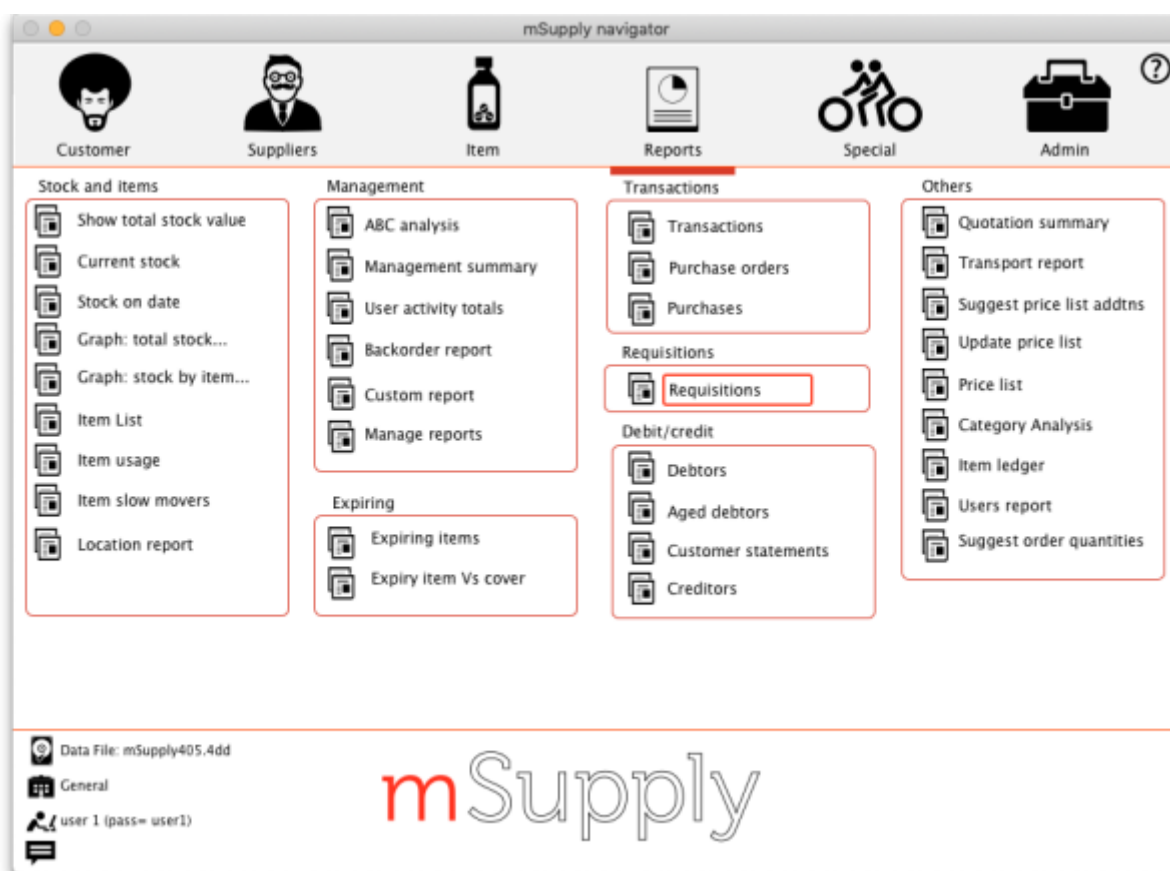 mSupply navigator
?
Customer
Suppliers
Item
Reports
Special
Admin
Stock and items
Show total stock value
Current stock
Stock on date
Graph: total stock...
Graph: stock by item...
Item List
Item usage
Item slow movers
Location report
Management
ABC analysis
Management summary
User activity totals
Backorder report
Custom report
Manage reports
Expiring
Expiring items
Expiry item Vs cover
Transactions
Transactions
Purchase orders
Purchases
Requisitions
Requisitions
Debit/credit
Debtors
Aged debtors
Customer statements
Creditors
Others
Quotation summary
Transport report
Suggest price list addtns
Update price list
Price list
Category Analysis
Item ledger
Users report
Suggest order quantities
Data File: mSupply405.4dd
General
user 1 (pass= user1)
mSupply